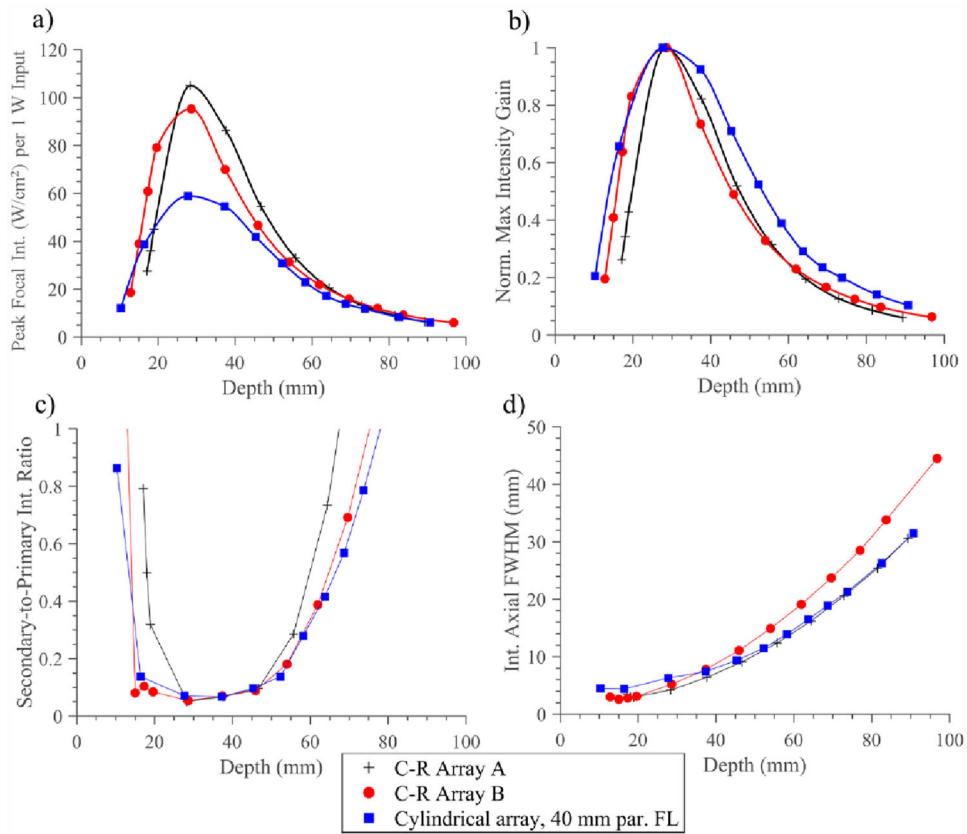 a)
Peak Focal Int. (W/cm²) per 1 W Input
120
100
80
60
40
20
0
0 20 40 60 80 100
Depth (mm)
b)
Norm. Max Intensity Gain
1
0.8
0.6
0.4
0.2
0
0 20 40 60 80 100
Depth (mm)
c)
Secondary-to-Primary Int. Ratio
1
0.8
0.6
0.4
0.2
0
0 20 40 60 80 100
Depth (mm)
d)
Int. Axial FWHM (mm)
50
40
30
20
10
0
0 20 40 60 80 100
Depth (mm)
C-R Array A
C-R Array B
Cylindrical array, 40 mm par. FL